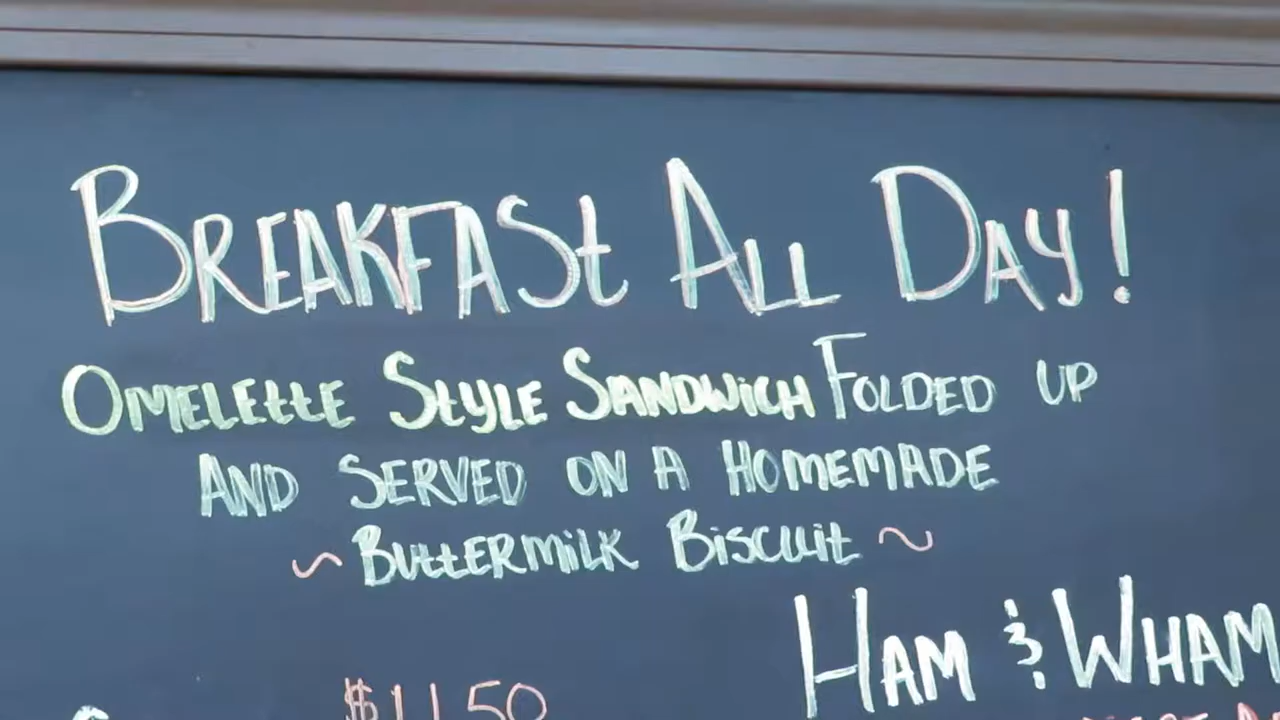 BREAKFASt ALL DAY!
OMELEttE StYLE SANDWiCH FOLDED UP
AND SERVED ON A HOMEMADE
~ BUttERMiLK BiSCUit ~
HAM & WHAM
$11.50